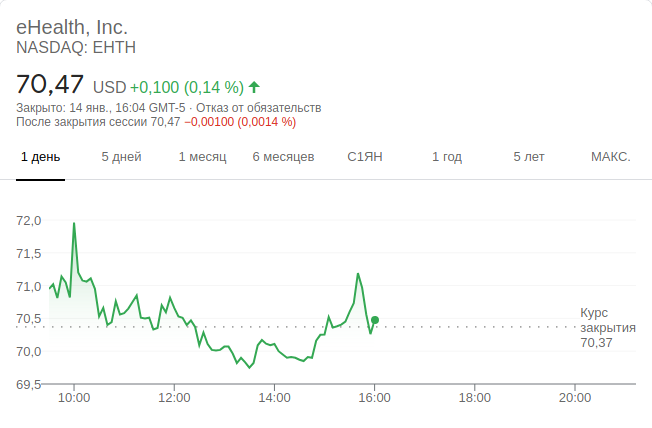 eHealth, Inc.
NASDAQ: EHTH
70,47 USD +0,100 (0,14 %)
Закрыто: 14 янв., 16:04 GMT-5 · Отказ от обязательств
После закрытия сессии 70,47 −0,00100 (0,0014 %)
1 день 5 дней 1 месяц 6 месяцев С1ЯН 1 год 5 лет МАКС.
72,0
71,5
71,0
70,5
70,0
69,5
Курс
закрытия
70,37
10:00 12:00 14:00 16:00 18:00 20:00